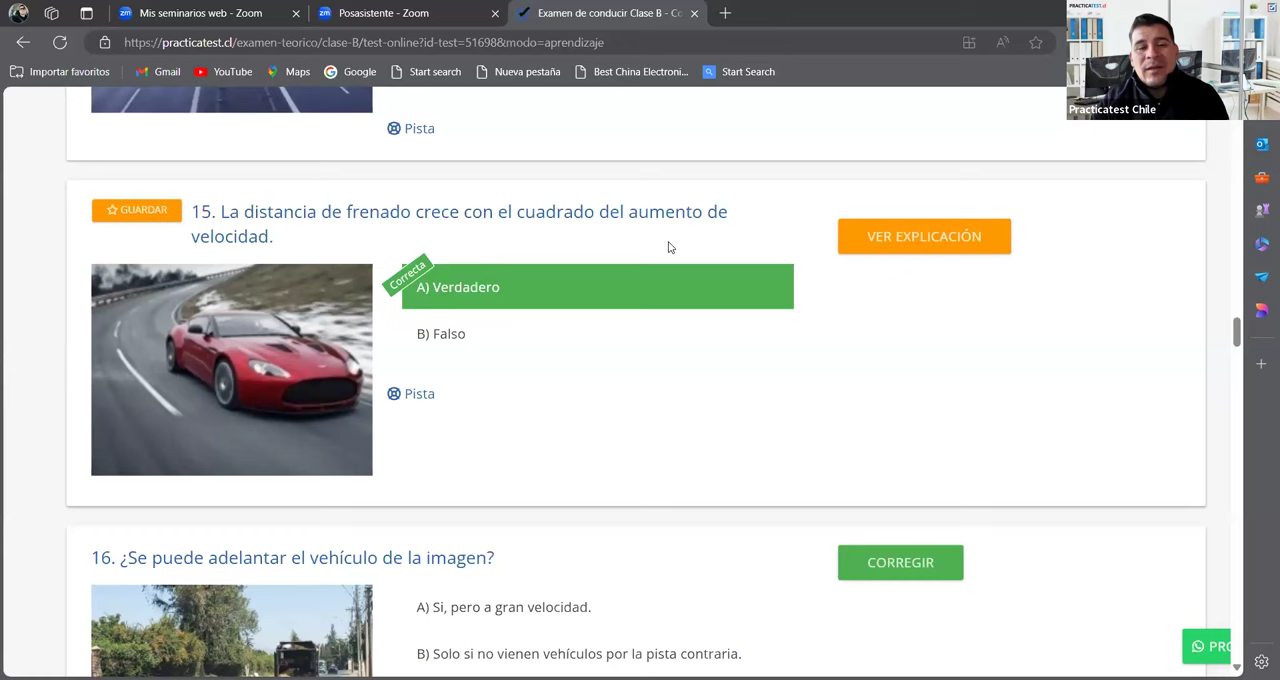 Mis seminarios web - Zoom
Posasistente - Zoom
Examen de conducir Clase B - Co
https://practicatest.cl/examen-teorico/clase-B/test-online?id-test=51698&modo=aprendizaje
PRACTICATEST.cl
Practicatest Chile
Importar favoritos
Gmail
YouTube
Maps
Google
Start search
Nueva pestaña
Best China Electroni...
Start Search
Pista
GUARDAR
15. La distancia de frenado crece con el cuadrado del aumento de
velocidad.
VER EXPLICACIÓN
Correcta
A) Verdadero
B) Falso
Pista
16. ¿Se puede adelantar el vehículo de la imagen?
CORREGIR
A) Si, pero a gran velocidad.
B) Solo si no vienen vehículos por la pista contraria.
PRO